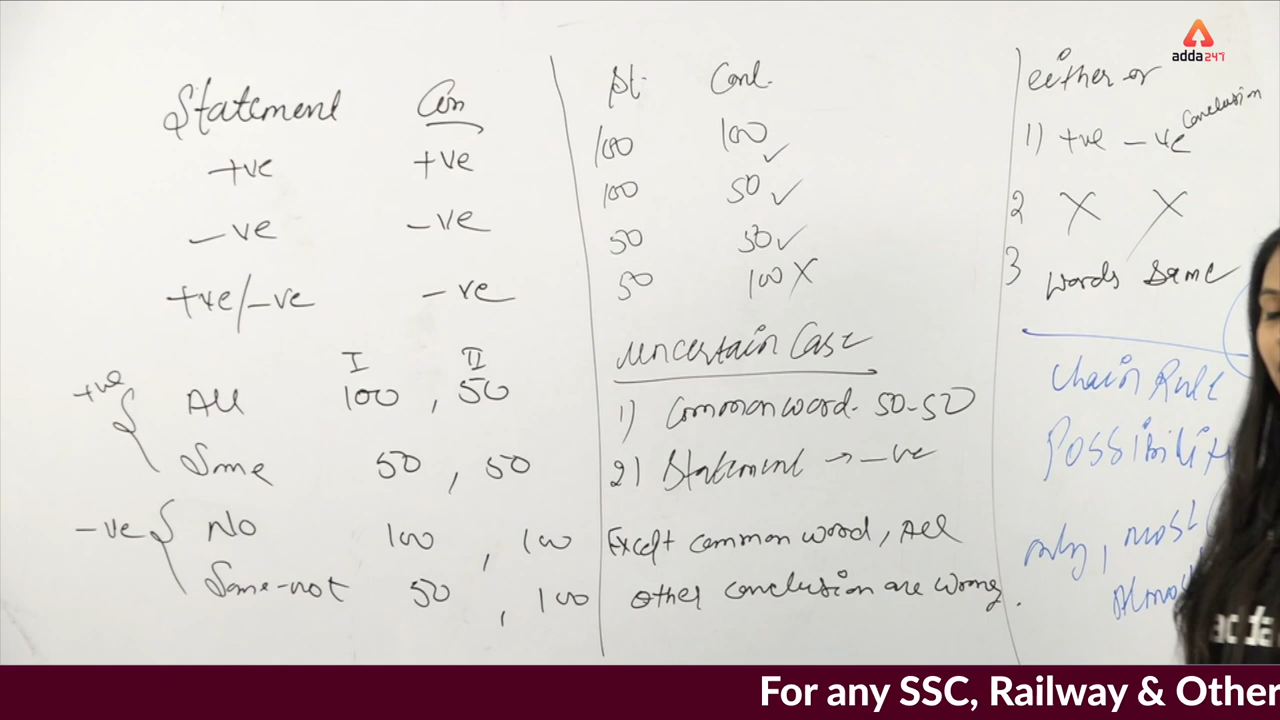 Statement Con
+ve +ve
-ve -ve
+ve/-ve -ve
I II
+ve
All 100, 50
Some 50, 50
-ve
No 100, 100
Some-not 50, 100
St. Conl.
100 100 ✓
100 50 ✓
50 50 ✓
50 100 X
Uncertain Case
1) Common word. 50-50
2) Statement → -ve
Except common word, All
other conclusion are wrong.
either or
1) +ve -ve Conclusion
2 X X
3 words Same
Chain Rule
Possibilit
only, most
Almos
adda247
adda
For any SSC, Railway & Other